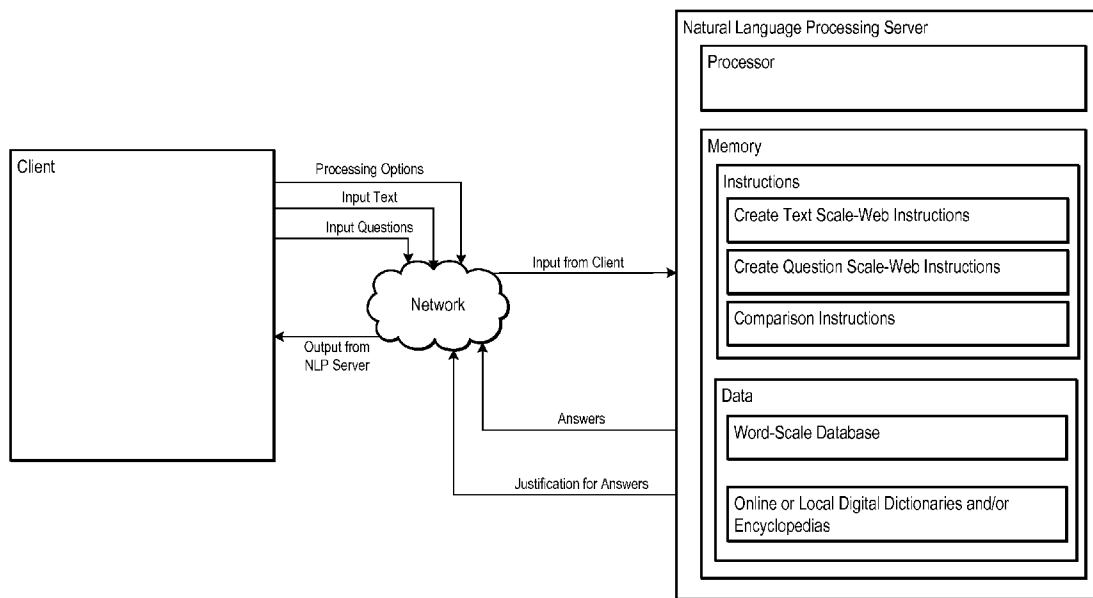 Natural Language Processing Server
Processor
Client
Memory
Processing Options
Instructions
Input Text
Create Text Scale-Web Instructions
Input Questions
Input from Client
Create Question Scale-Web Instructions
Network
Comparison Instructions
Output from
NLP Server
Data
Answers
Word-Scale Database
Justification for Answers
Online or Local Digital Dictionaries and/or
Encyclopedias